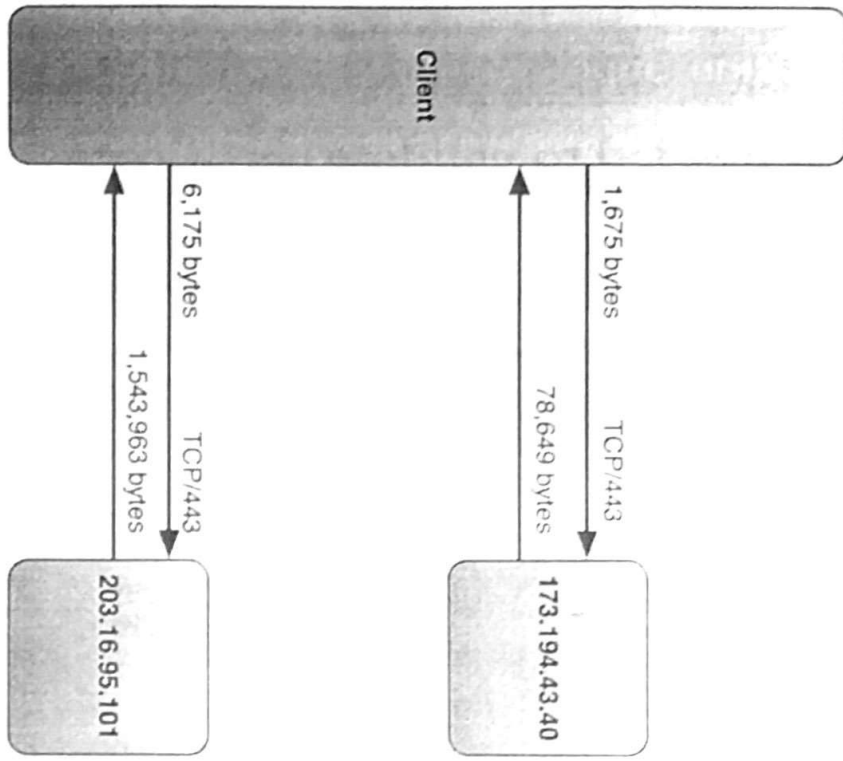 Client
1,675 bytes
TCP/443
78,649 bytes
173.194.43.40
6,175 bytes
TCP/443
1,543,963 bytes
203.16.95.101